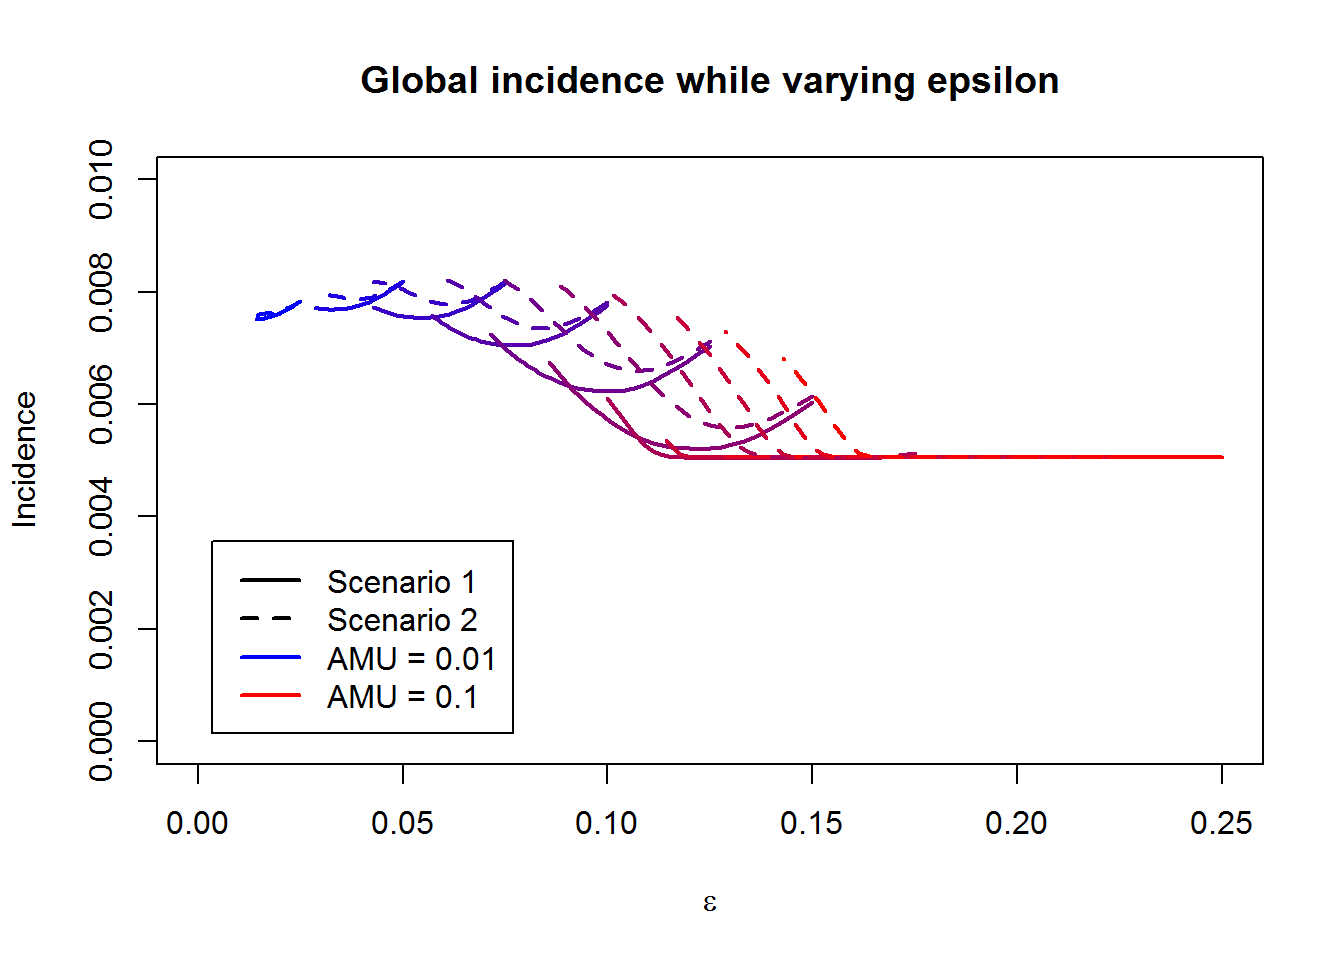 Global incidence while varying epsilon
Incidence
0.010
0.008
0.006
0.004
0.002
0.000
Scenario 1
Scenario 2
AMU = 0.01
AMU = 0.1
0.00 0.05 0.10 0.15 0.20 0.25
ε